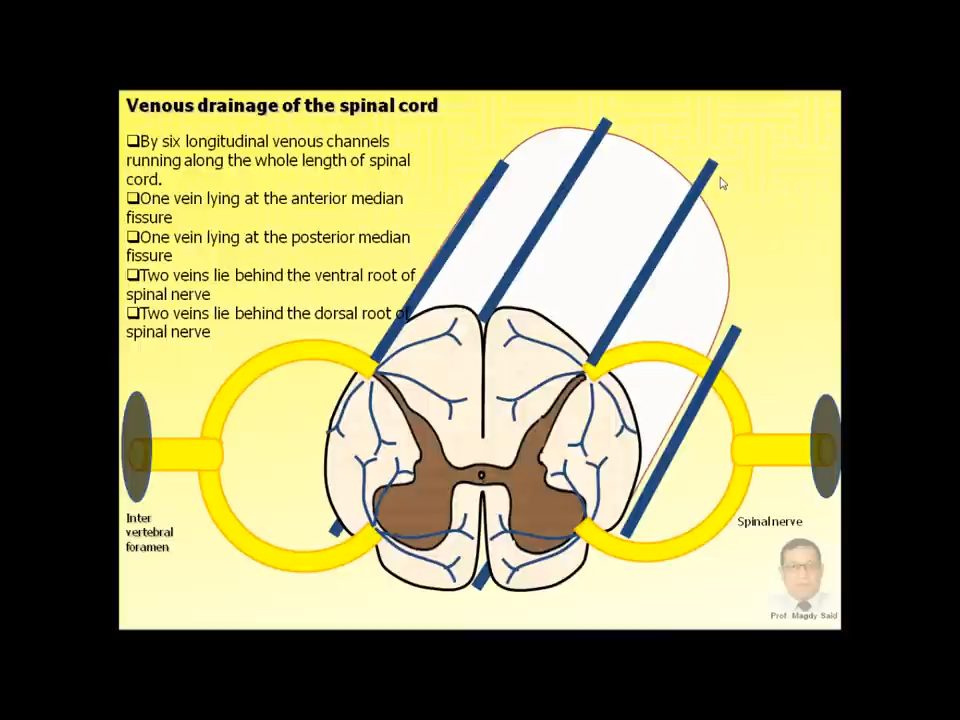 Venous drainage of the spinal cord
❑By six longitudinal venous channels
running along the whole length of spinal
cord.
❑One vein lying at the anterior median
fissure
❑One vein lying at the posterior median
fissure
❑Two veins lie behind the ventral root of
spinal nerve
❑Two veins lie behind the dorsal root of
spinal nerve
Inter
vertebral
foramen
Spinal nerve
Prof. Magdy Said